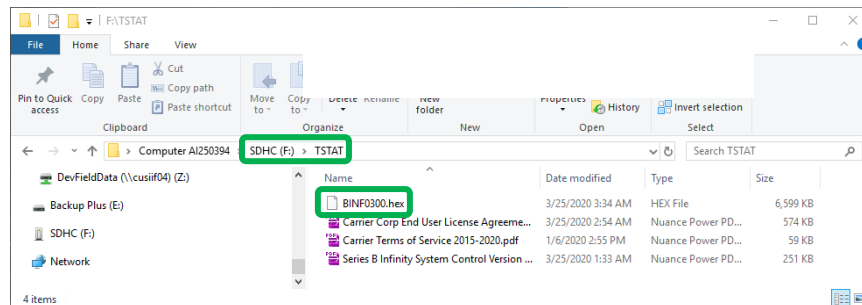 F:\TSTAT
File Home Share View
Pin to Quick access
Copy
Paste
Cut
Copy path
Paste shortcut
Move to
Copy to
Delete
Rename
New folder
Properties
History
Invert selection
Clipboard Organize New Open Select
Computer AI250394 SDHC (F:) TSTAT Search TSTAT
DevFieldData (\\cusiif04) (Z:)
Backup Plus (E:)
SDHC (F:)
Network
Name Date modified Type Size
BINF0300.hex 3/25/2020 3:34 AM HEX File 6,599 KB
Carrier Corp End User License Agreeme... 3/25/2020 2:54 AM Nuance Power PD... 574 KB
Carrier Terms of Service 2015-2020.pdf 1/6/2020 2:55 PM Nuance Power PD... 59 KB
Series B Infinity System Control Version ... 3/25/2020 1:33 AM Nuance Power PD... 251 KB
4 items